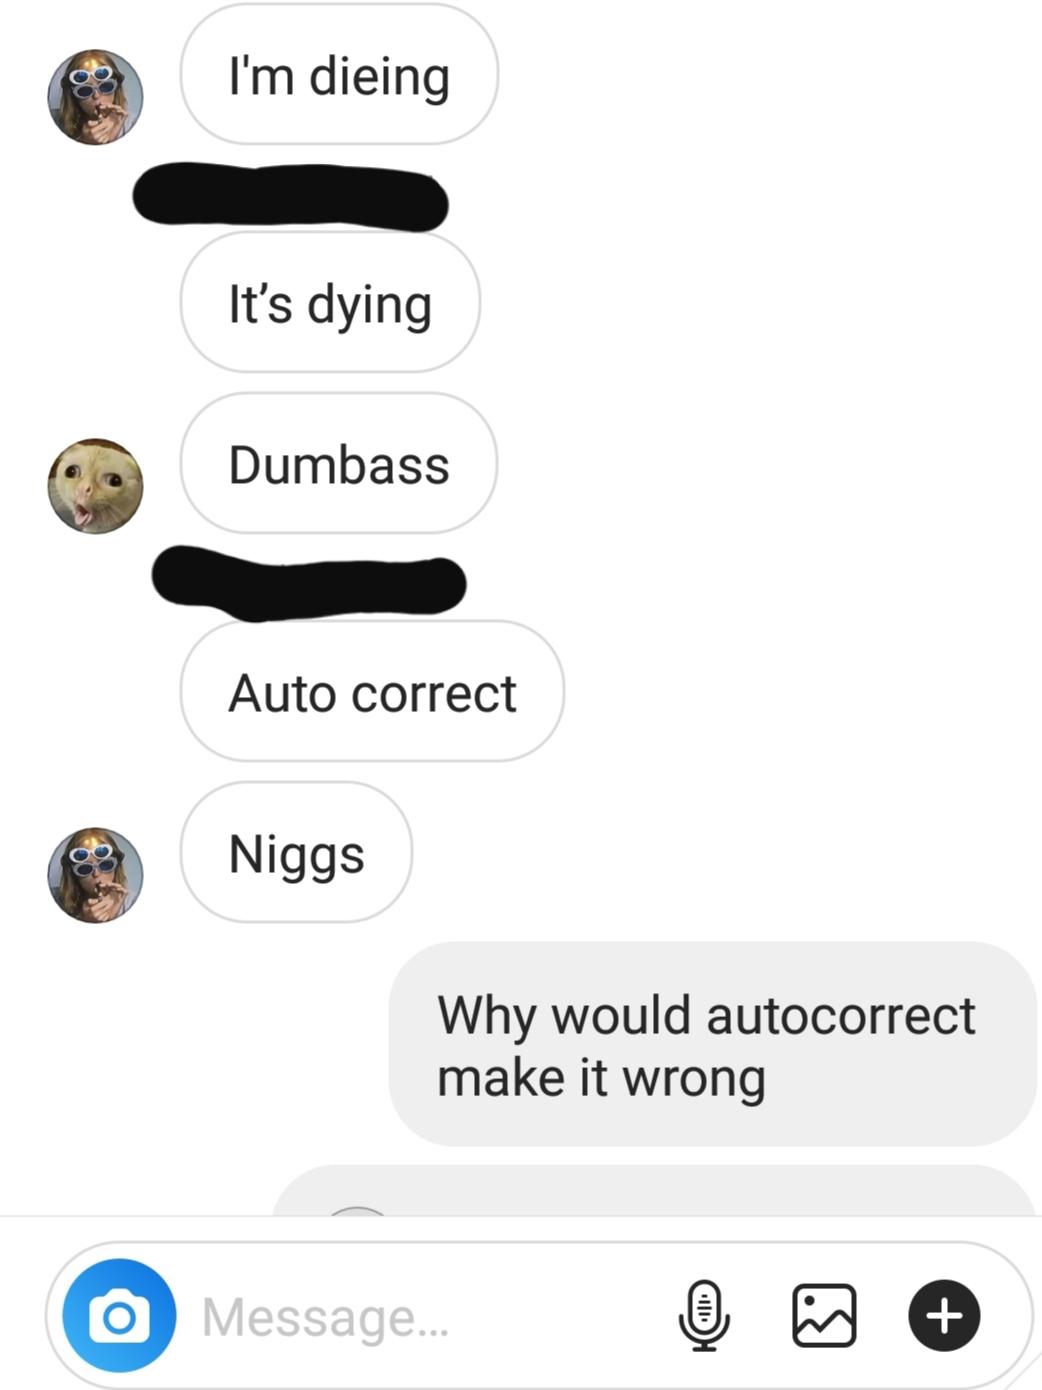 I'm dieing
It’s dying
Dumbass
Auto correct
Niggs
Why would autocorrect
make it wrong
Message...